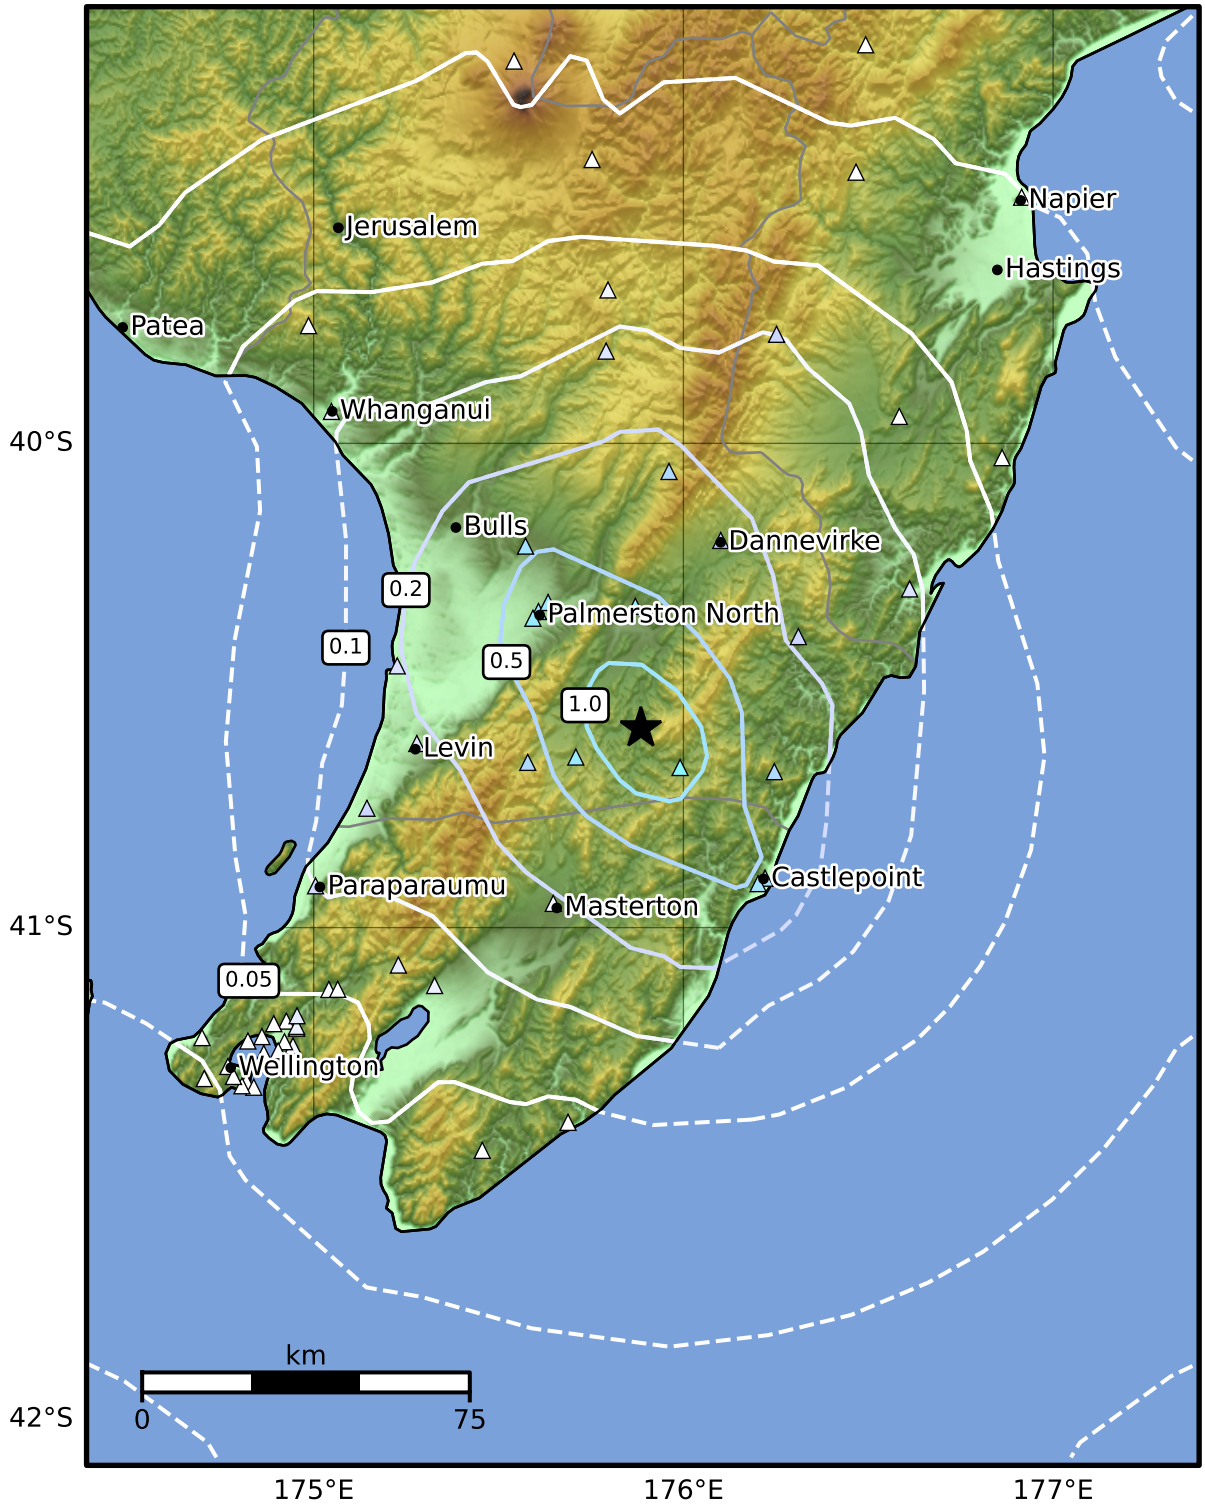 Napier
Jerusalem
Hastings
Patea
Whanganui
40°S
Bulls
Dannevirke
0.2
Palmerston North
0.1
0.5
1.0
Levin
Castlepoint
Paraparaumu
Masterton
41°S
0.05
Wellington
km
0 75
42°S
175°E 176°E 177°E